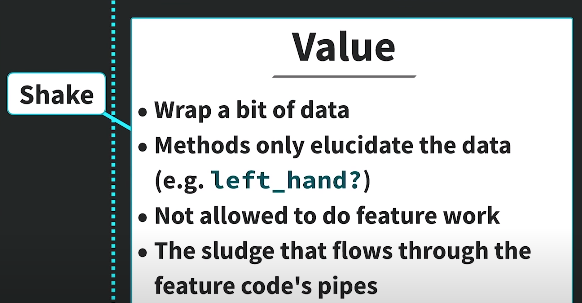 Value
Shake
• Wrap a bit of data
• Methods only elucidate the data
(e.g. left_hand?)
• Not allowed to do feature work
• The sludge that flows through the
feature code's pipes